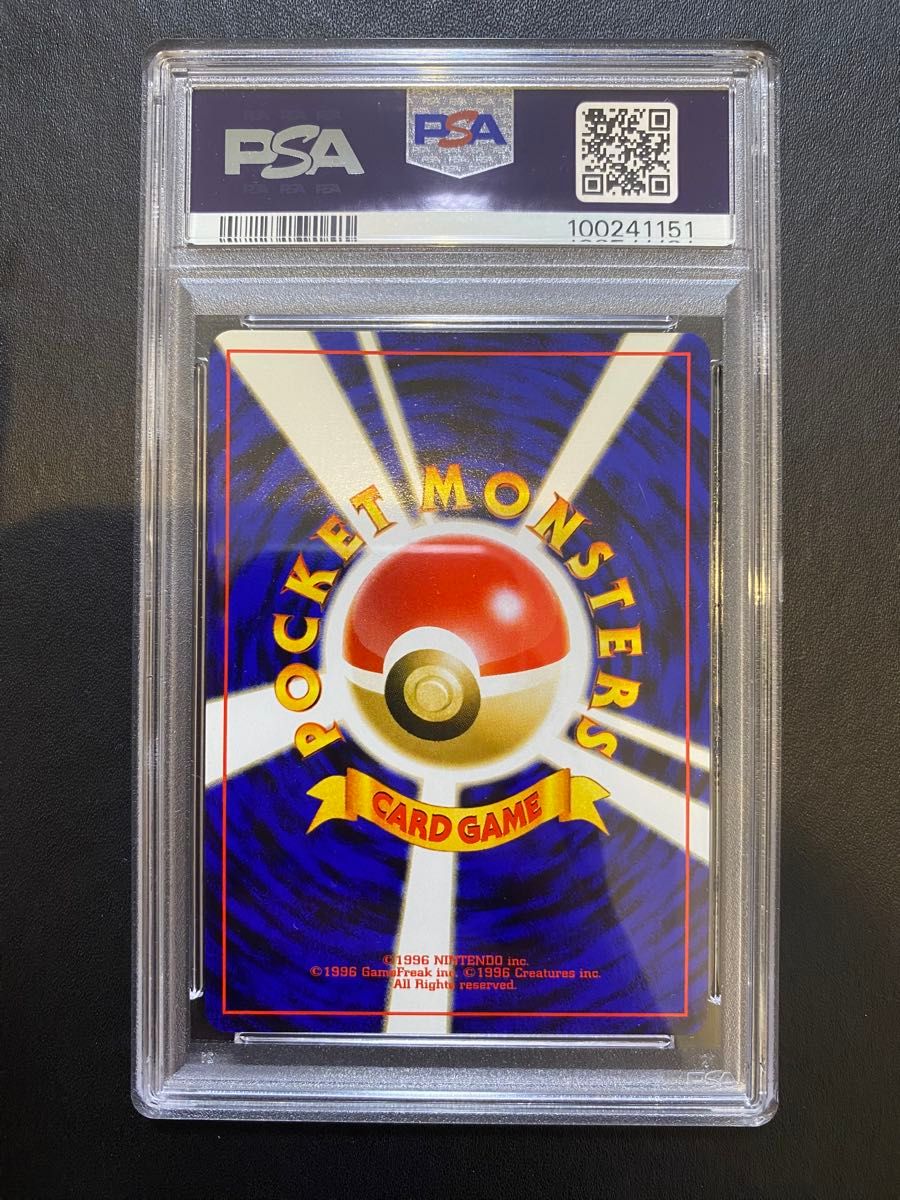 PSA
PSA
100241151
POCKET MONSTERS
CARD GAME
©1996 NINTENDO inc.
©1996 GameFreak inc. ©1996 Creatures inc.
All Rights reserved.
PSA